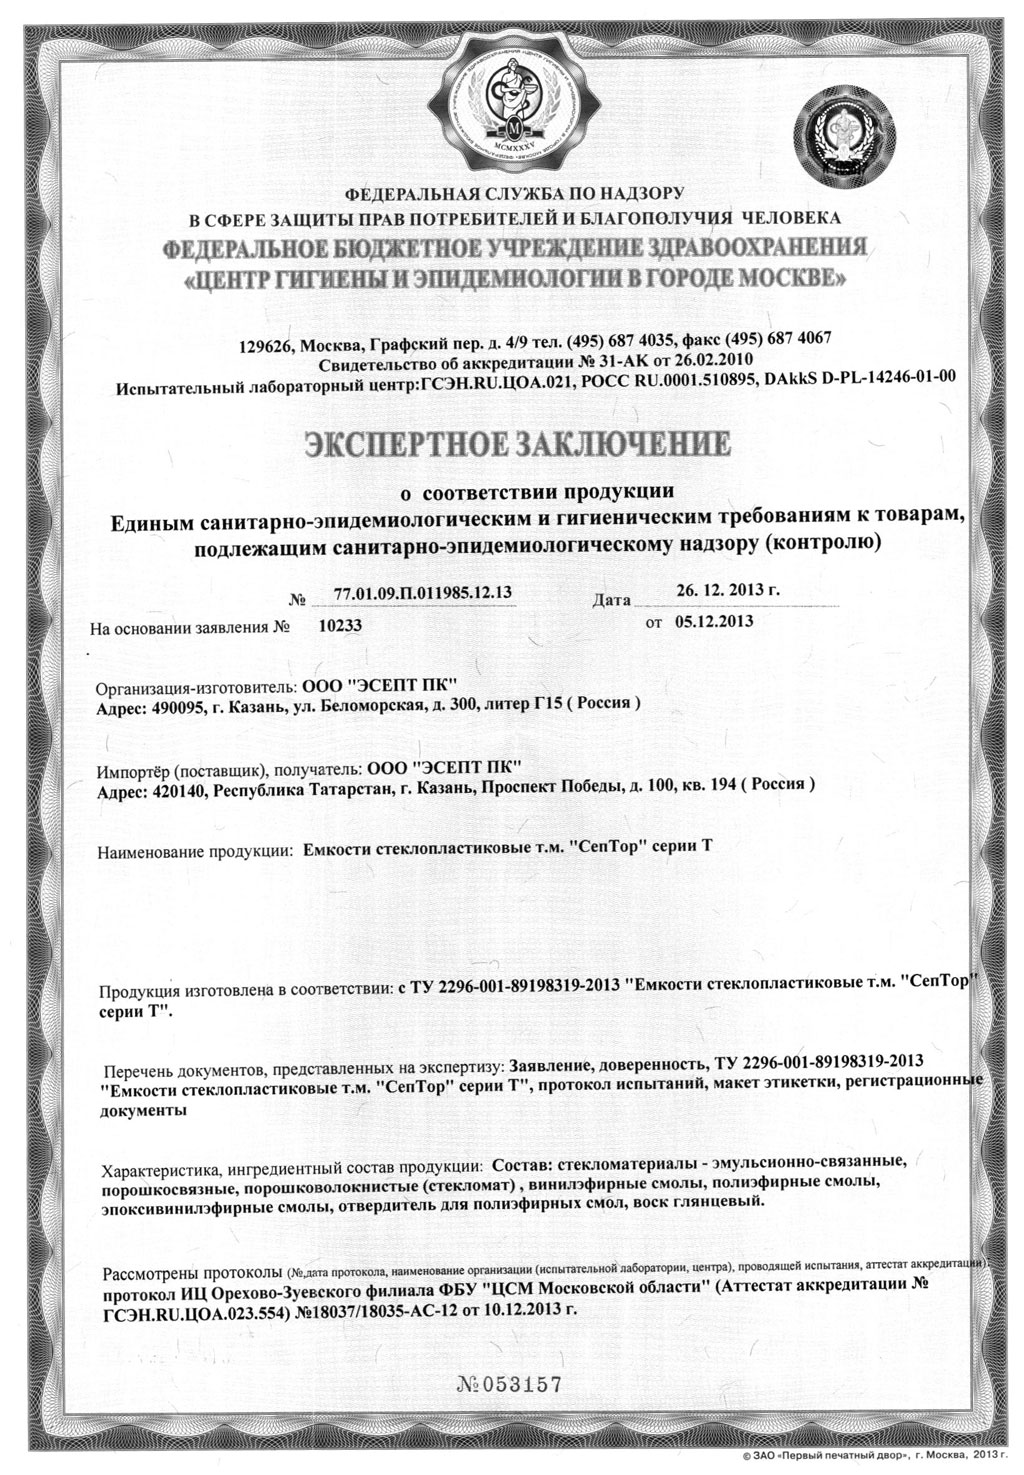 MCMXXXV
ФЕДЕРАЛЬНАЯ СЛУЖБА ПО НАДЗОРУ
В СФЕРЕ ЗАЩИТЫ ПРАВ ПОТРЕБИТЕЛЕЙ И БЛАГОПОЛУЧИЯ ЧЕЛОВЕКА
ФЕДЕРАЛЬНОЕ БЮДЖЕТНОЕ УЧРЕЖДЕНИЕ ЗДРАВООХРАНЕНИЯ
«ЦЕНТР ГИГИЕНЫ И ЭПИДЕМИОЛОГИИ В ГОРОДЕ МОСКВЕ»
129626, Москва, Графский пер. д. 4/9 тел. (495) 687 4035, факс (495) 687 4067
Свидетельство об аккредитации № 31-АК от 26.02.2010
Испытательный лабораторный центр:ГСЭН.RU.ЦОА.021, РОСС RU.0001.510895, DAkkS D-PL-14246-01-00
ЭКСПЕРТНОЕ ЗАКЛЮЧЕНИЕ
о соответствии продукции
Единым санитарно-эпидемиологическим и гигиеническим требованиям к товарам,
подлежащим санитарно-эпидемиологическому надзору (контролю)
№ 77.01.09.П.011985.12.13 Дата 26. 12. 2013 г.
На основании заявления № 10233 от 05.12.2013
Организация-изготовитель: ООО "ЭСЕПТ ПК"
Адрес: 490095, г. Казань, ул. Беломорская, д. 300, литер Г15 ( Россия )
Импортёр (поставщик), получатель: ООО "ЭСЕПТ ПК"
Адрес: 420140, Республика Татарстан, г. Казань, Проспект Победы, д. 100, кв. 194 ( Россия )
Наименование продукции: Емкости стеклопластиковые т.м. "СепТор" серии Т
Продукция изготовлена в соответствии: с ТУ 2296-001-89198319-2013 "Емкости стеклопластиковые т.м. "СепТор"
серии Т".
Перечень документов, представленных на экспертизу: Заявление, доверенность, ТУ 2296-001-89198319-2013
"Емкости стеклопластиковые т.м. "СепТор" серии Т", протокол испытаний, макет этикетки, регистрационные
документы
Характеристика, ингредиентный состав продукции: Состав: стекломатериалы - эмульсионно-связанные,
порошкосвязные, порошковолокнистые (стекломат) , винилэфирные смолы, полиэфирные смолы,
эпоксивинилэфирные смолы, отвердитель для полиэфирных смол, воск глянцевый.
Рассмотрены протоколы (№,дата протокола, наименование организации (испытательной лаборатории, центра), проводящей испытания, аттестат аккредитации):
протокол ИЦ Орехово-Зуевского филиала ФБУ "ЦСМ Московской области" (Аттестат аккредитации №
ГСЭН.RU.ЦОА.023.554) №18037/18035-АС-12 от 10.12.2013 г.
№053157
© ЗАО «Первый печатный двор», г. Москва, 2013 г.